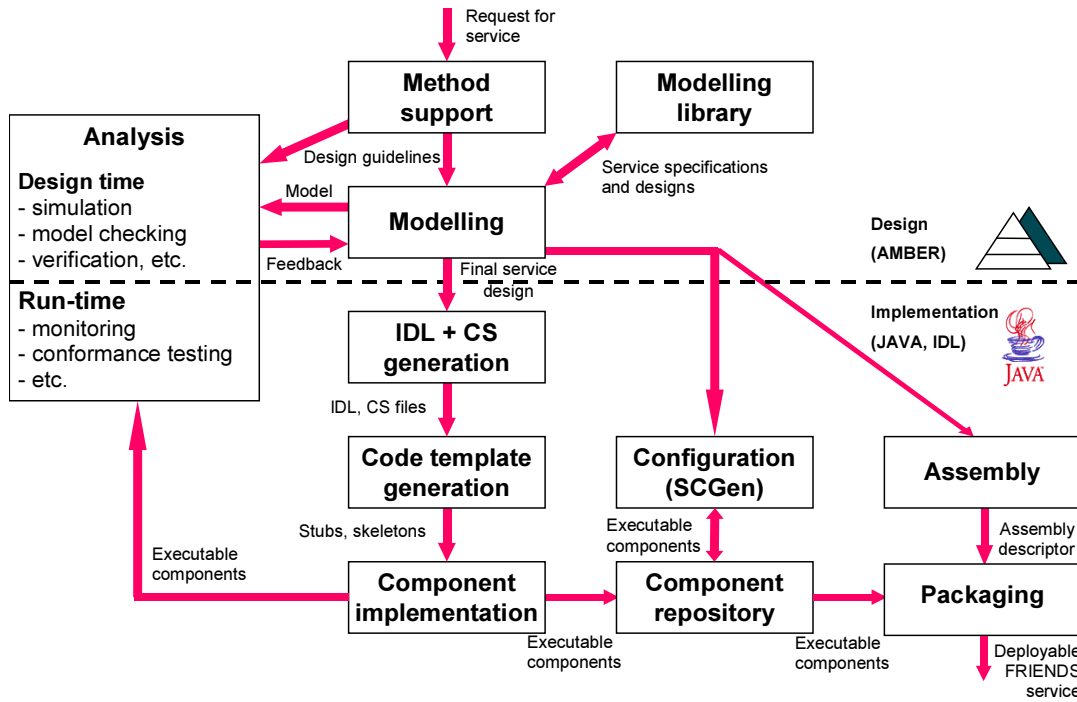 Request for
service
Method
support
Modelling
library
Analysis
Design guidelines
Service specifications
and designs
Design time
- simulation
- model checking
- verification, etc.
Model
Modelling
Feedback
Design
(AMBER)
Final service
design
Run-time
- monitoring
- conformance testing
- etc.
Implementation
(JAVA, IDL)
JAVA
IDL + CS
generation
IDL, CS files
Code template
generation
Configuration
(SCGen)
Assembly
Stubs, skeletons
Executable
components
Assembly
descriptor
Executable
components
Component
implementation
Component
repository
Packaging
Executable
components
Executable
components
Deployable
FRIENDS
service